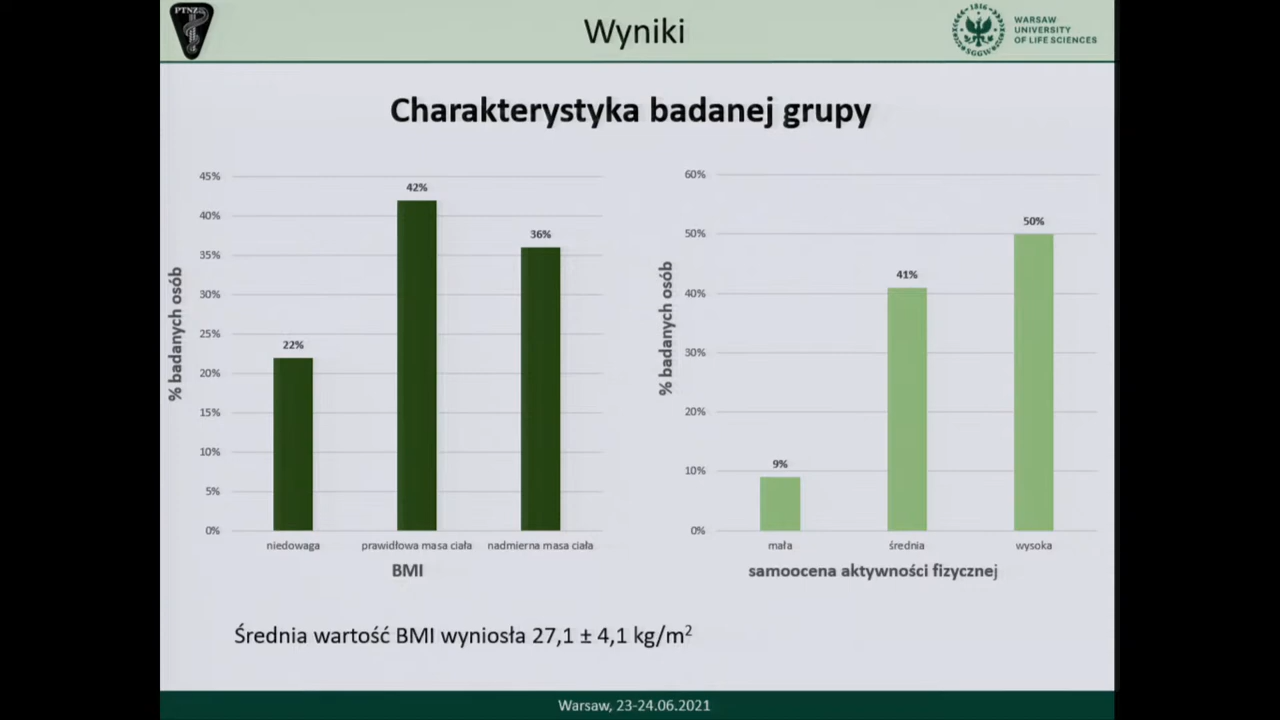 PTNZ
Wyniki
1816
SGGW
WARSAW
UNIVERSITY
OF LIFE SCIENCES
Charakterystyka badanej grupy
% badanych osób
45%
40%
35%
30%
25%
20%
15%
10%
5%
0%
22%
42%
36%
niedowaga
prawidłowa masa ciała
nadmierna masa ciała
BMI
% badanych osób
60%
50%
40%
30%
20%
10%
0%
9%
41%
50%
mała
średnia
wysoka
samoocena aktywności fizycznej
Średnia wartość BMI wyniosła 27,1 ± 4,1 kg/m²
Warsaw, 23-24.06.2021